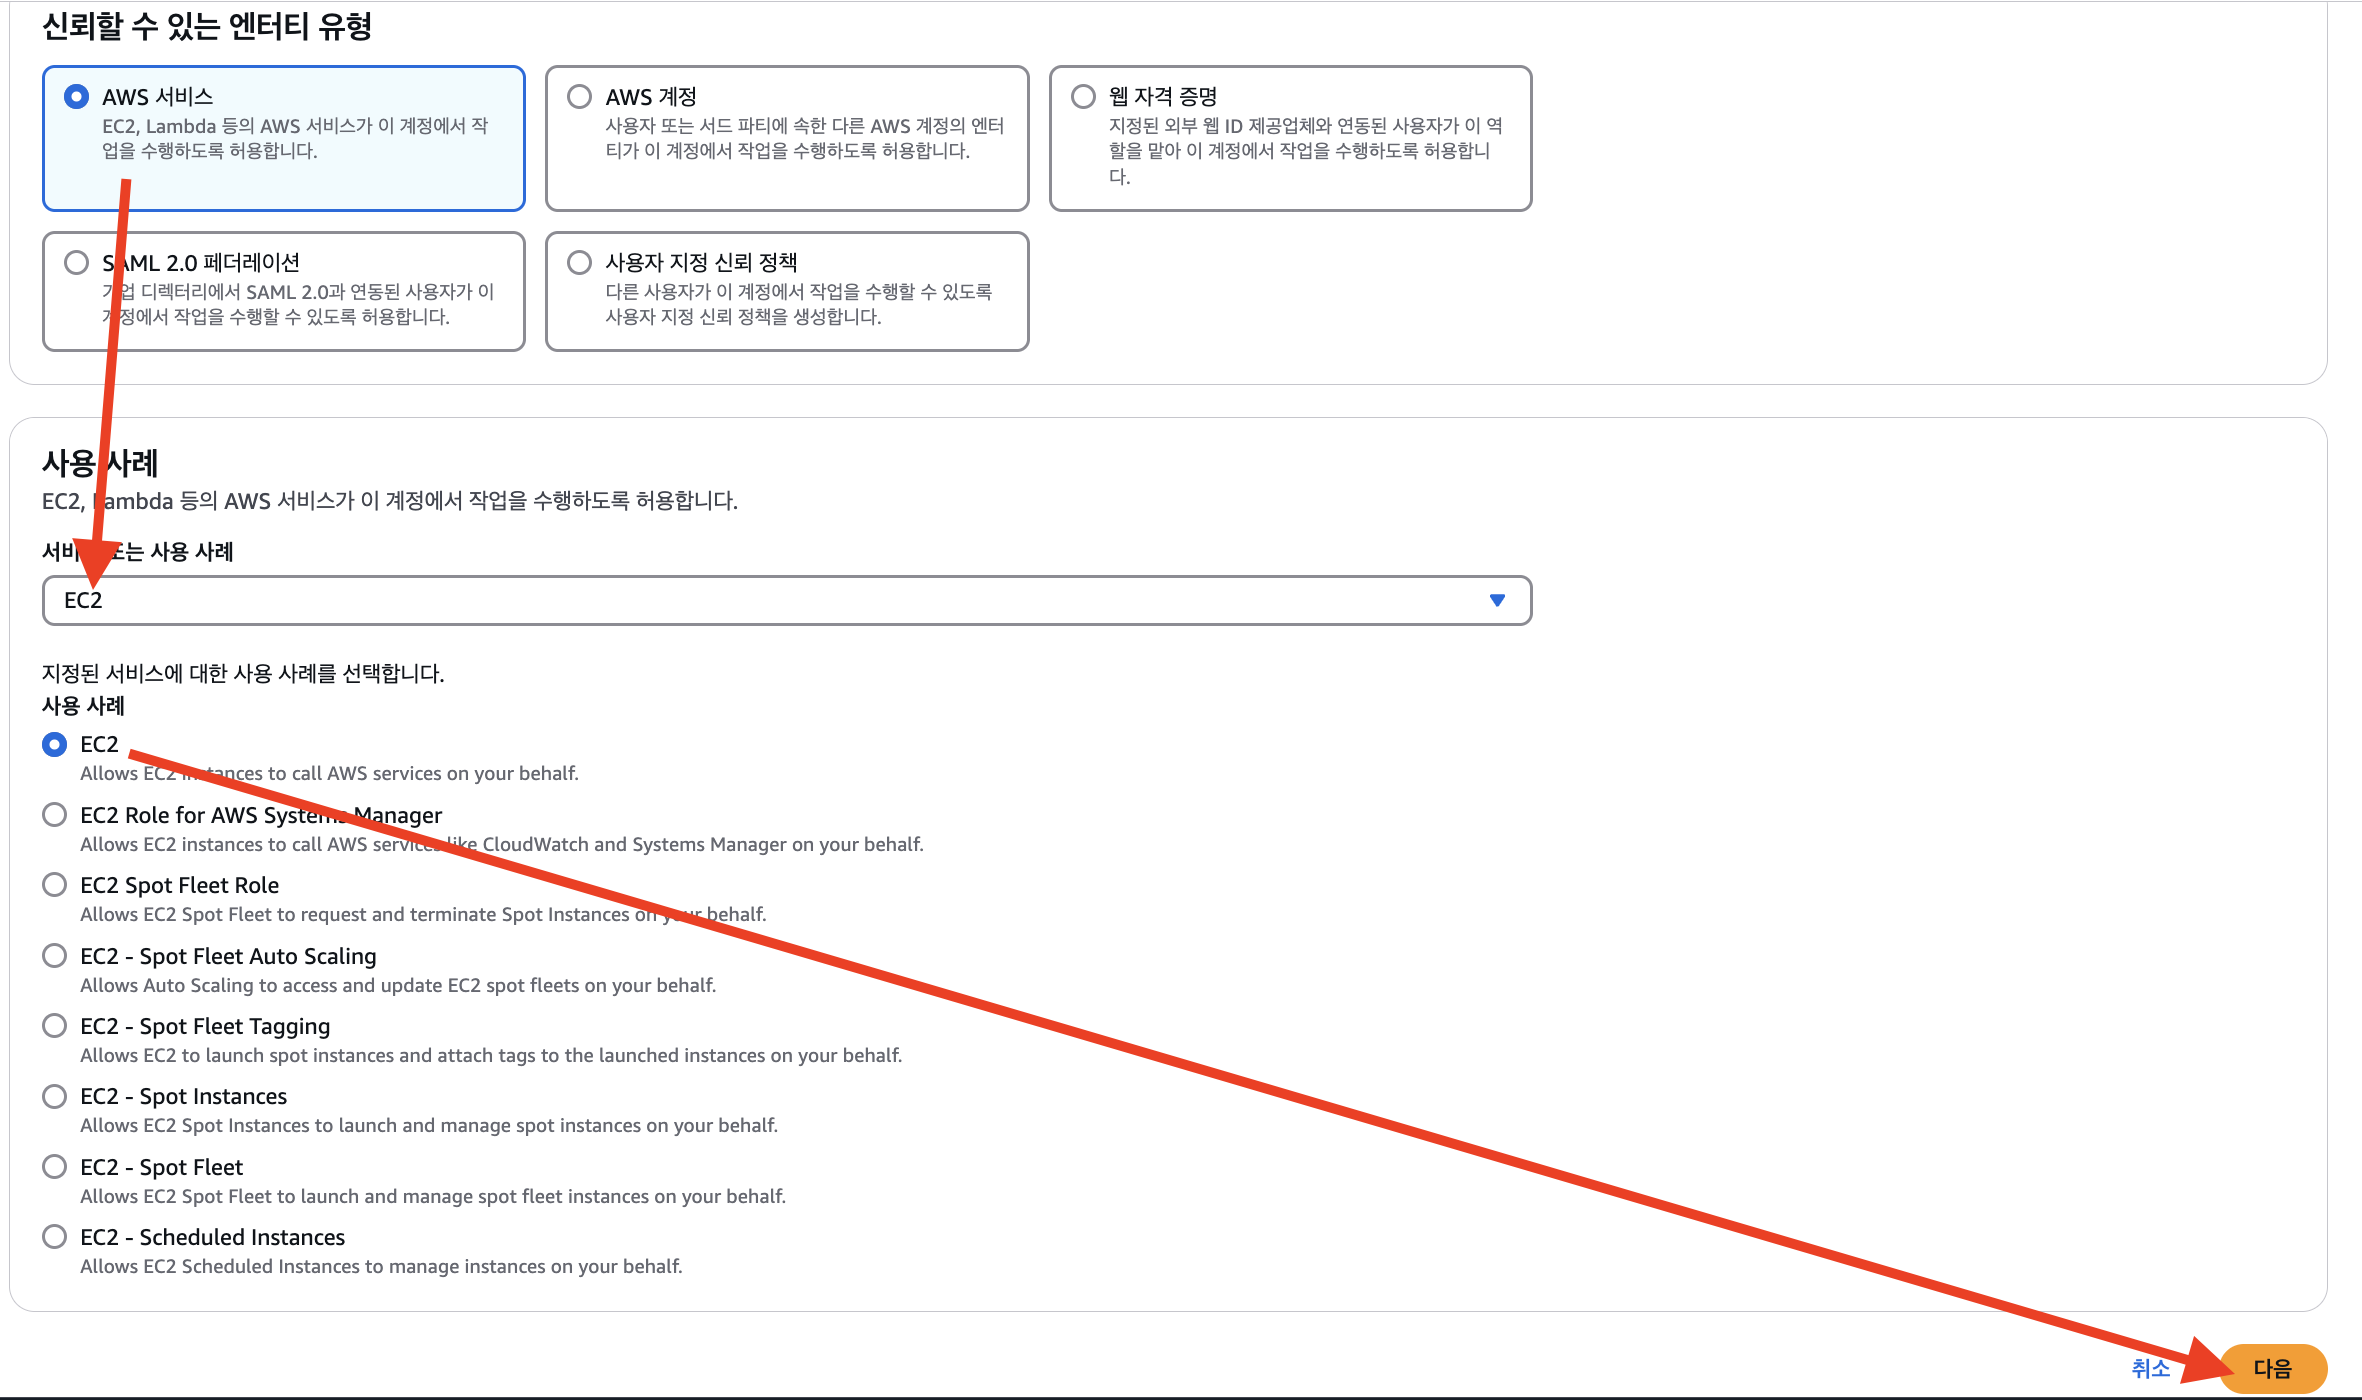 신뢰할 수 있는 엔터티 유형
AWS 서비스
EC2, Lambda 등의 AWS 서비스가 이 계정에서 작
업을 수행하도록 허용합니다.
AWS 계정
사용자 또는 서드 파티에 속한 다른 AWS 계정의 엔터
티가 이 계정에서 작업을 수행하도록 허용합니다.
웹 자격 증명
지정된 외부 웹 ID 제공업체와 연동된 사용자가 이 역
할을 맡아 이 계정에서 작업을 수행하도록 허용합니
다.
SAML 2.0 페더레이션
기업 디렉터리에서 SAML 2.0과 연동된 사용자가 이
계정에서 작업을 수행할 수 있도록 허용합니다.
사용자 지정 신뢰 정책
다른 사용자가 이 계정에서 작업을 수행할 수 있도록
사용자 지정 신뢰 정책을 생성합니다.
사용 사례
EC2, Lambda 등의 AWS 서비스가 이 계정에서 작업을 수행하도록 허용합니다.
서비스 또는 사용 사례
EC2
지정된 서비스에 대한 사용 사례를 선택합니다.
사용 사례
EC2
Allows EC2 instances to call AWS services on your behalf.
EC2 Role for AWS Systems Manager
Allows EC2 instances to call AWS services like CloudWatch and Systems Manager on your behalf.
EC2 Spot Fleet Role
Allows EC2 Spot Fleet to request and terminate Spot Instances on your behalf.
EC2 - Spot Fleet Auto Scaling
Allows Auto Scaling to access and update EC2 spot fleets on your behalf.
EC2 - Spot Fleet Tagging
Allows EC2 to launch spot instances and attach tags to the launched instances on your behalf.
EC2 - Spot Instances
Allows EC2 Spot Instances to launch and manage spot instances on your behalf.
EC2 - Spot Fleet
Allows EC2 Spot Fleet to launch and manage spot fleet instances on your behalf.
EC2 - Scheduled Instances
Allows EC2 Scheduled Instances to manage instances on your behalf.
취소
다음